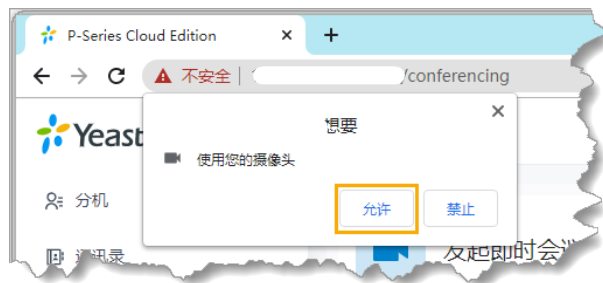 P-Series Cloud Edition
不安全
/conferencing
Yeast
想要
使用您的摄像头
允许
禁止
分机
发起即时会